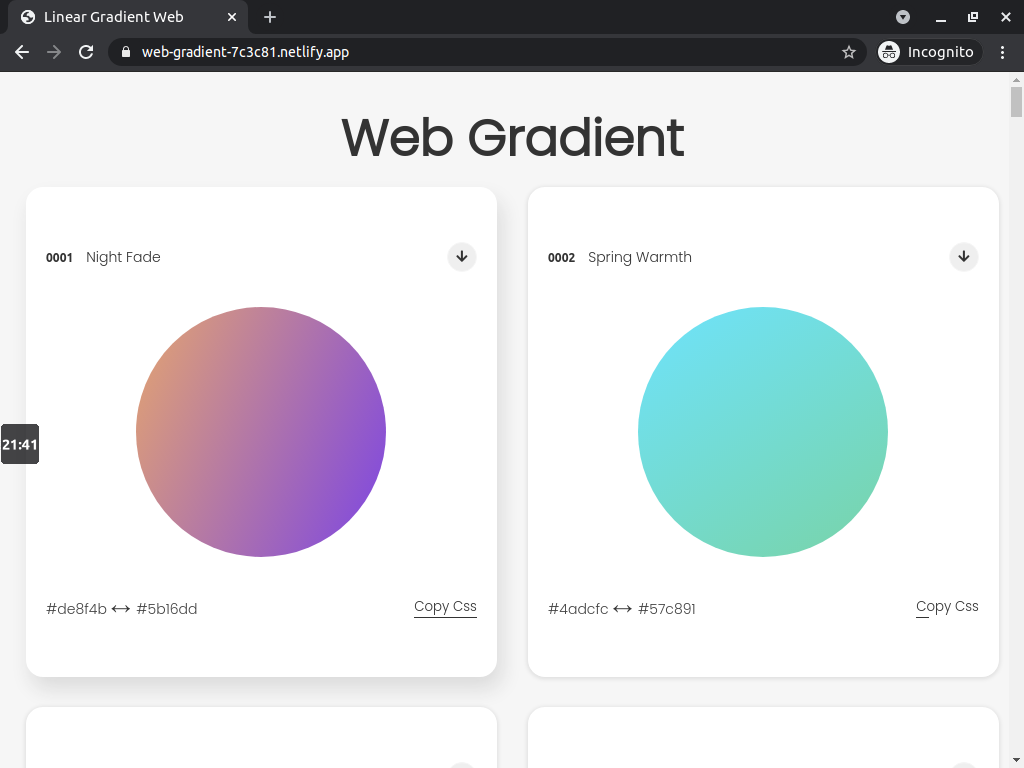 Linear Gradient Web
web-gradient-7c3c81.netlify.app
Incognito
Web Gradient
0001 Night Fade
0002 Spring Warmth
21:41
#de8f4b ↔ #5b16dd Copy Css
#4adcfc ↔ #57c891 Copy Css